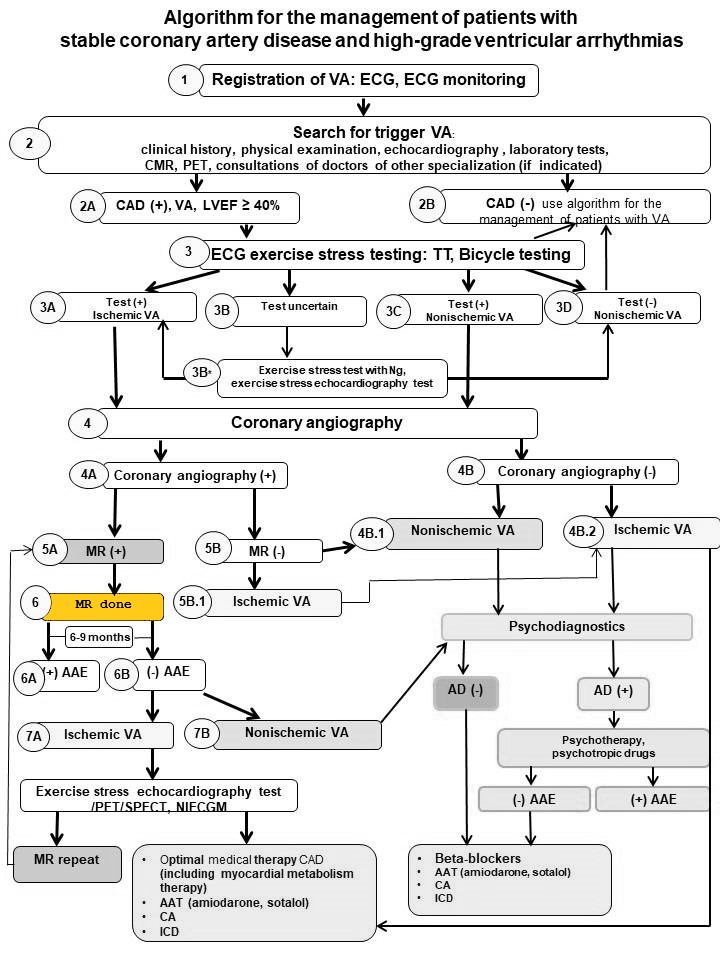 Algorithm for the management of patients with
stable coronary artery disease and high-grade ventricular arrhythmias
1
Registration of VA: ECG, ECG monitoring
2
Search for trigger VA:
clinical history, physical examination, echocardiography , laboratory tests,
CMR, PET, consultations of doctors of other specialization (if indicated)
2A
CAD (+), VA, LVEF ≥ 40%
2B
CAD (-) use algorithm for the
management of patients with VA
3
ECG exercise stress testing: TT, Bicycle testing
3A
Test (+)
Ischemic VA
3B
Test uncertain
3C
Test (+)
Nonischemic VA
3D
Test (-)
Nonischemic VA
3B*
Exercise stress test with Ng,
exercise stress echocardiography test
4
Coronary angiography
4A
Coronary angiography (+)
4B
Coronary angiography (-)
5A
MR (+)
5B
MR (-)
4B.1
Nonischemic VA
4B.2
Ischemic VA
6
MR done
5B.1
Ischemic VA
6-9 months
Psychodiagnostics
6A
(+) AAE
6B
(-) AAE
AD (-)
AD (+)
7A
Ischemic VA
7B
Nonischemic VA
Psychotherapy,
psychotropic drugs
Exercise stress echocardiography test
/PET/SPECT, NIECGM
(-) AAE
(+) AAE
MR repeat
• Optimal medical therapy CAD
(including myocardial metabolism
therapy)
• AAT (amiodarone, sotalol)
• CA
• ICD
• Beta-blockers
• AAT (amiodarone, sotalol)
• CA
• ICD